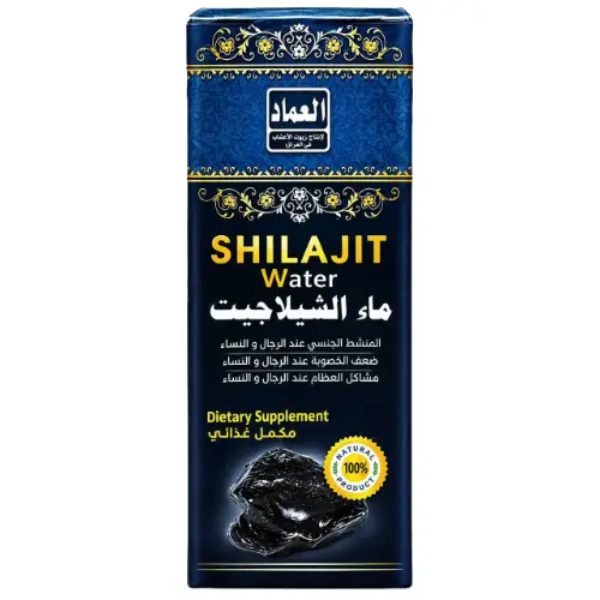 العماد
لإنتاج زيوت الأعشاب
في العراق
SHILAJIT
Water
ماء الشيلاجيت
المنشط الجنسي عند الرجال و النساء
ضعف الخصوبة عند الرجال و النساء
مشاكل العظام عند الرجال و النساء
Dietary Supplement
مكمل غذائي
NATURAL
100%
PRODUCT